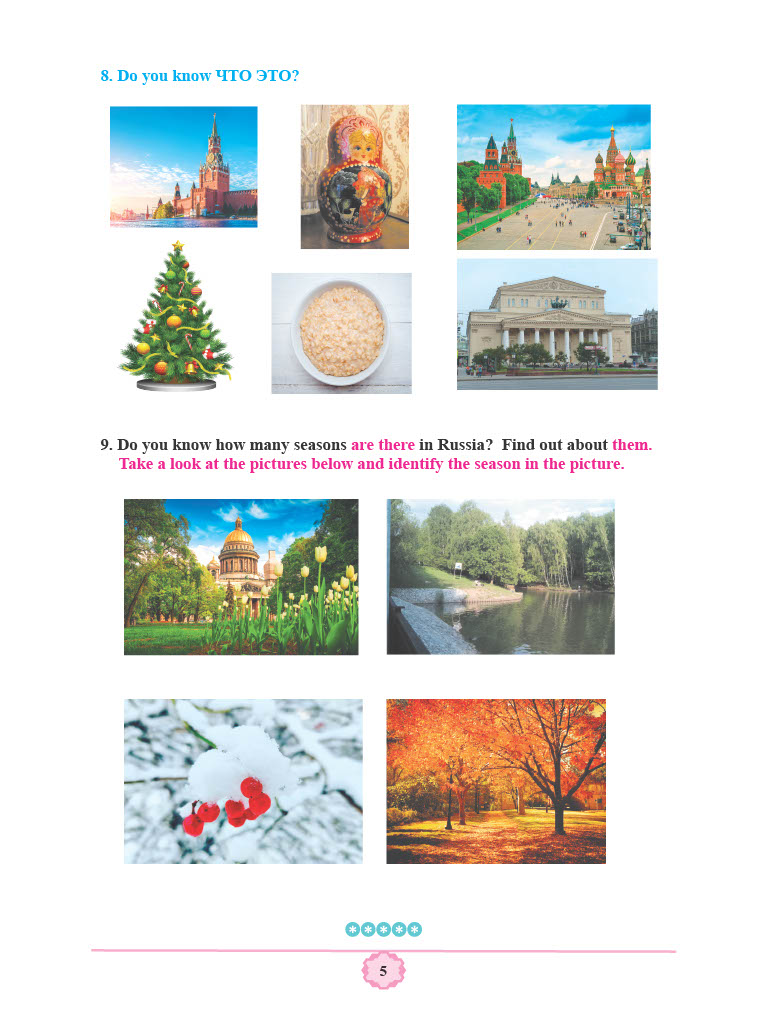 8. Do you know ЧТО ЭТО?
9. Do you know how many seasons are there in Russia? Find out about them.
Take a look at the pictures below and identify the season in the picture.
5